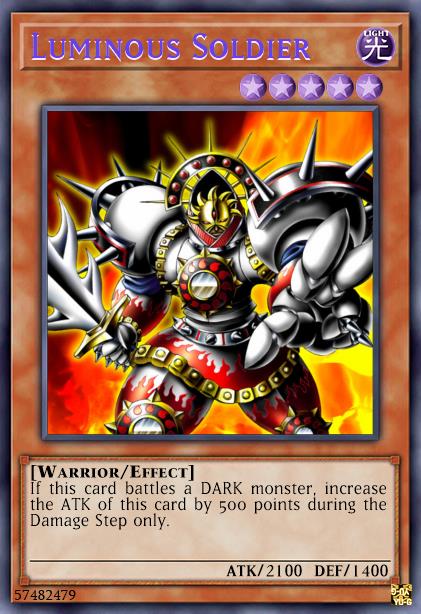 Luminous Soldier
LIGHT
光
[Warrior/Effect]
If this card battles a DARK monster, increase
the ATK of this card by 500 points during the
Damage Step only.
ATK/2100 DEF/1400
57482479